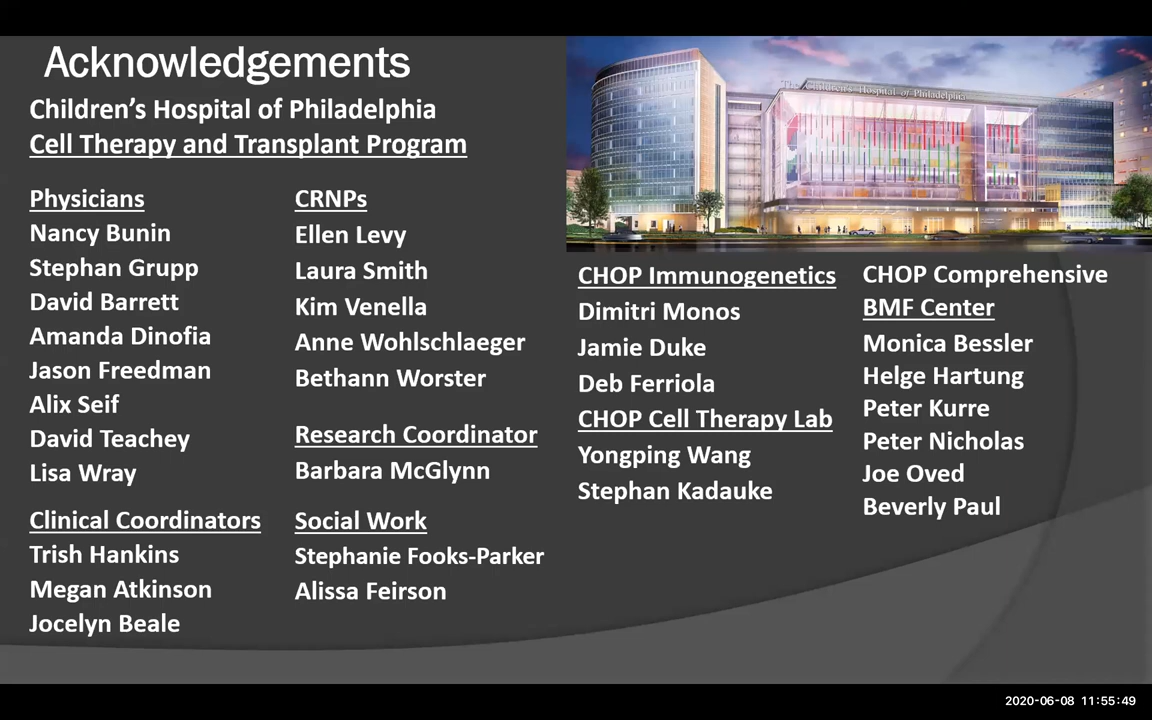 Acknowledgements
Children's Hospital of Philadelphia
Cell Therapy and Transplant Program
Physicians
Nancy Bunin
Stephan Grupp
David Barrett
Amanda Dinofia
Jason Freedman
Alix Seif
David Teachey
Lisa Wray
Clinical Coordinators
Trish Hankins
Megan Atkinson
Jocelyn Beale
CRNPs
Ellen Levy
Laura Smith
Kim Venella
Anne Wohlschlaeger
Bethann Worster
Research Coordinator
Barbara McGlynn
Social Work
Stephanie Fooks-Parker
Alissa Feirson
The Children's Hospital of Philadelphia
CHOP Immunogenetics
Dimitri Monos
Jamie Duke
Deb Ferriola
CHOP Cell Therapy Lab
Yongping Wang
Stephan Kadauke
CHOP Comprehensive
BMF Center
Monica Bessler
Helge Hartung
Peter Kurre
Peter Nicholas
Joe Oved
Beverly Paul
2020-06-08 11:55:49